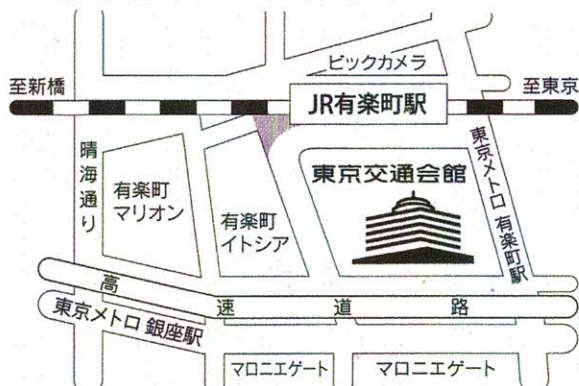 ビックカメラ
至新橋
至東京
JR有楽町駅
晴海通り
有楽町
マリオン
有楽町
イトシア
東京交通会館
東京メトロ 有楽町駅
高速道路
東京メトロ 銀座駅
マロニエゲート
マロニエゲート